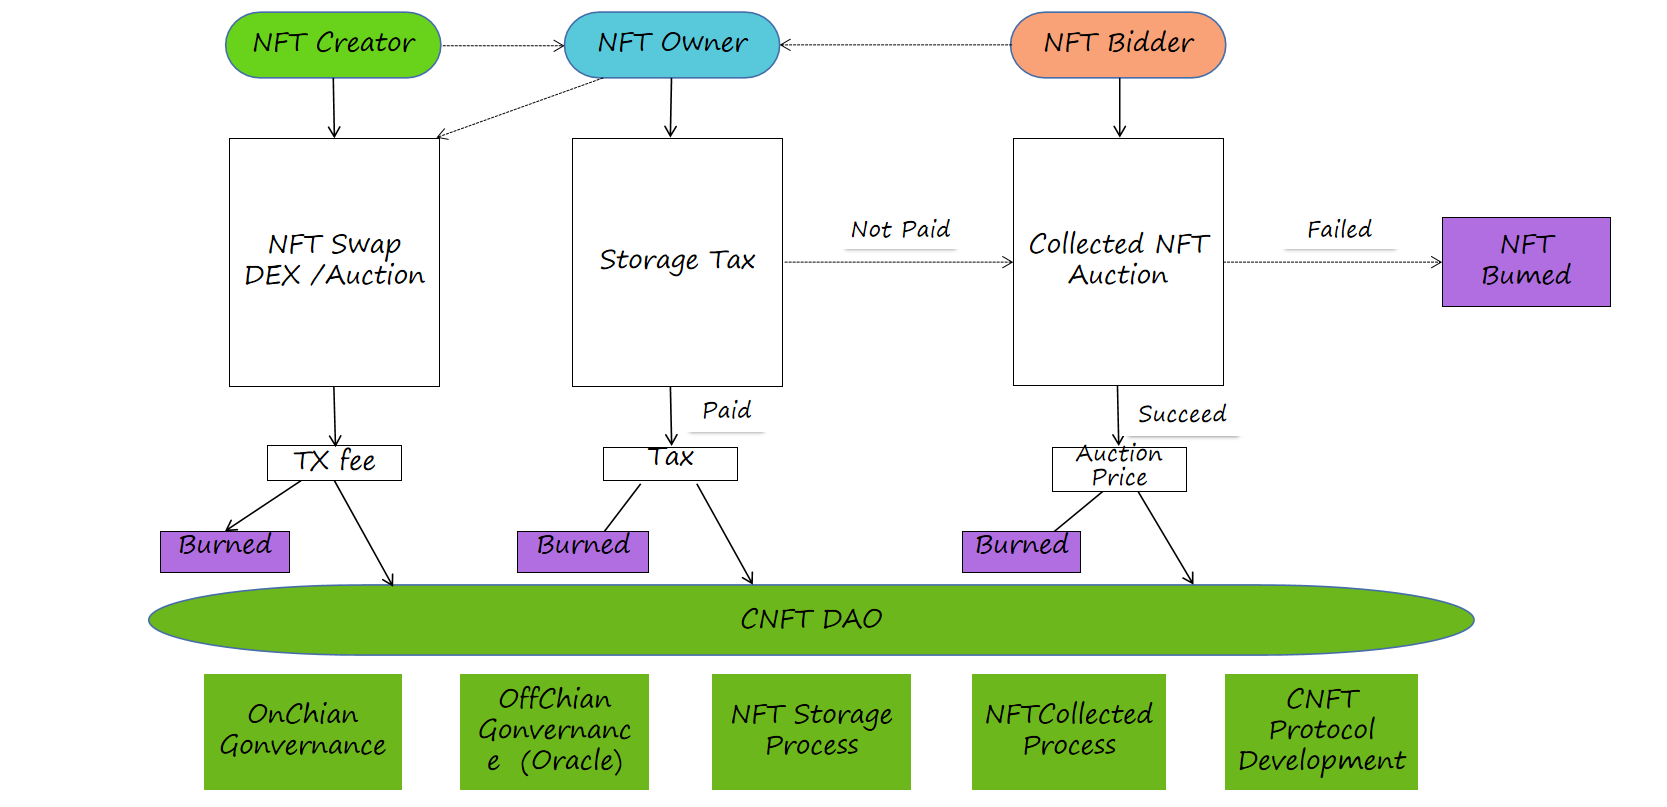 NFT Creator
NFT Owner
NFT Bidder
NFT Swap
DEX /Auction
Storage Tax
Not Paid
Collected NFT
Auction
Failed
NFT
Bumed
Paid
Succeed
TX fee
Tax
Auction
Price
Burned
Burned
Burned
CNFT DAO
OnChian
Gonvernance
OffChian
Gonvernanc
e (Oracle)
NFT Storage
Process
NFTCollected
Process
CNFT
Protocol
Development